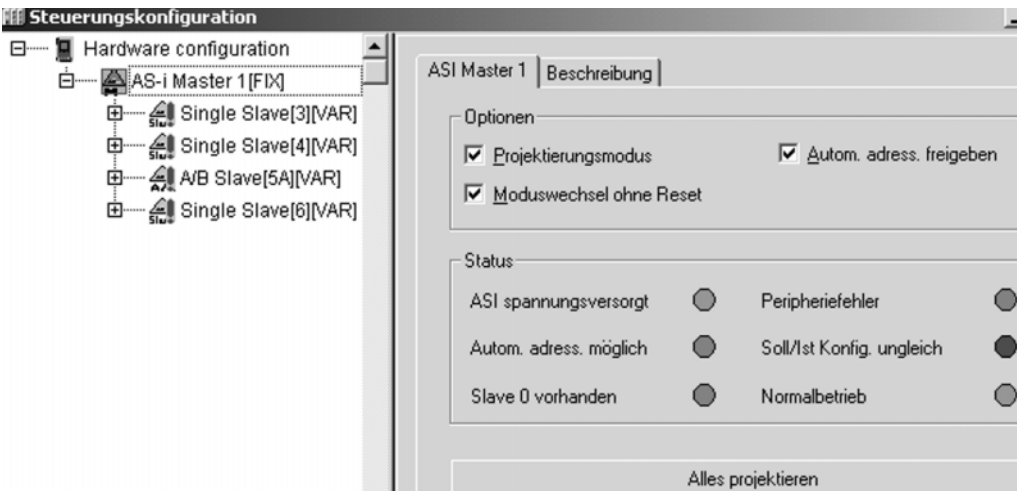 Steuerungskonfiguration
Hardware configuration
AS-i Master 1[FIX]
Single Slave[3][VAR]
Single Slave[4][VAR]
A/B Slave[5A][VAR]
Single Slave[6][VAR]
ASI Master 1
Beschreibung
Optionen
Projektierungsmodus
Autom. adress. freigeben
Moduswechsel ohne Reset
Status
ASI spannungsversorgt
Peripheriefehler
Autom. adress. möglich
Soll/Ist Konfig. ungleich
Slave 0 vorhanden
Normalbetrieb
Alles projektieren